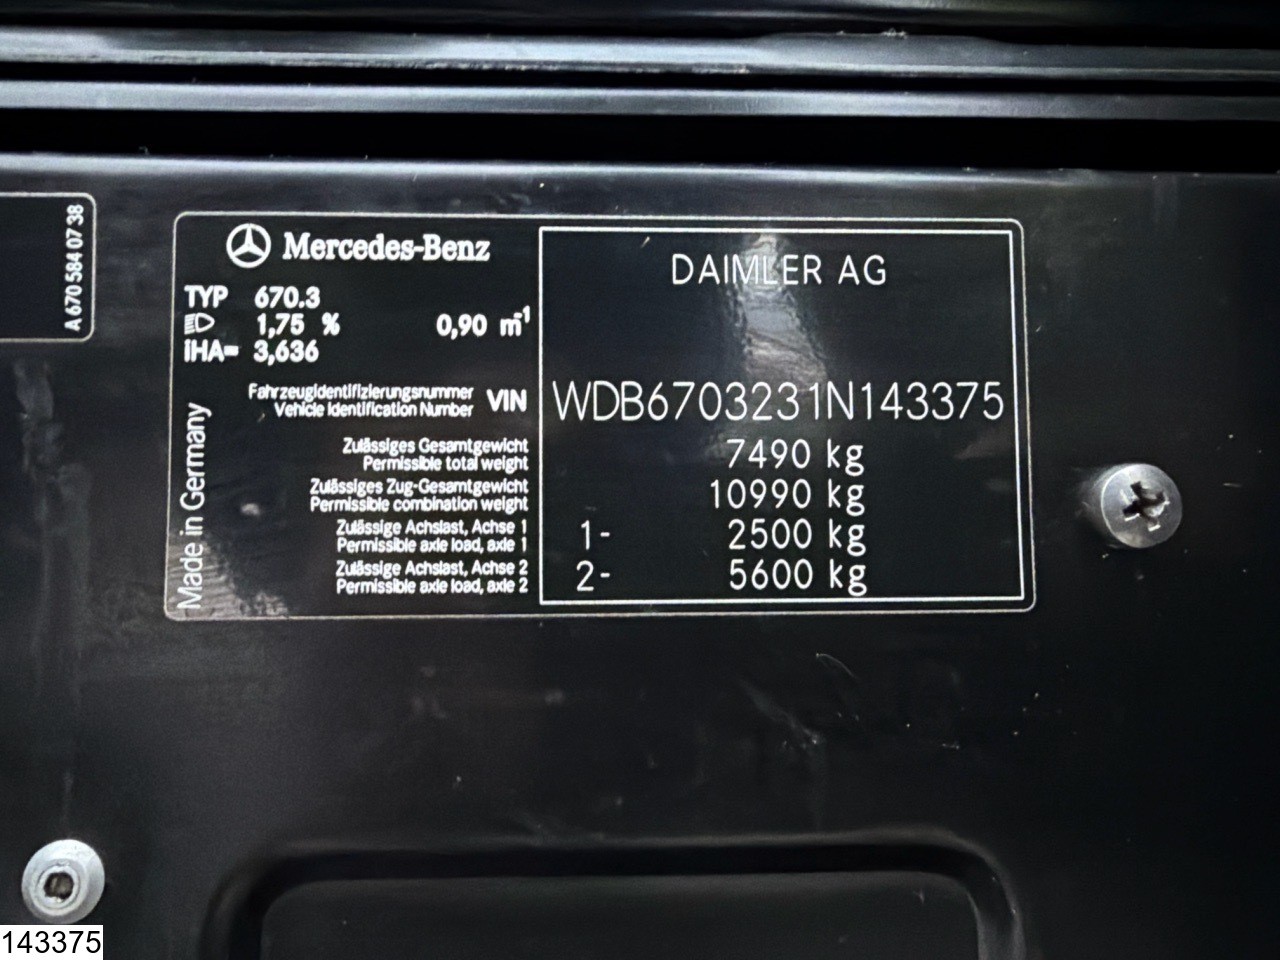 A 670 584 07 38
Mercedes-Benz
TYP 670.3
1,75 % 0,90 m⁻¹
iHA= 3,636
Fahrzeugidentifizierungsnummer
Vehicle Identification Number
VIN
Zulässiges Gesamtgewicht
Permissible total weight
Zulässiges Zug-Gesamtgewicht
Permissible combination weight
Zulässige Achslast, Achse 1
Permissible axle load, axle 1
Zulässige Achslast, Achse 2
Permissible axle load, axle 2
Made in Germany
DAIMLER AG
WDB6703231N143375
7490 kg
10990 kg
1- 2500 kg
2- 5600 kg
143375